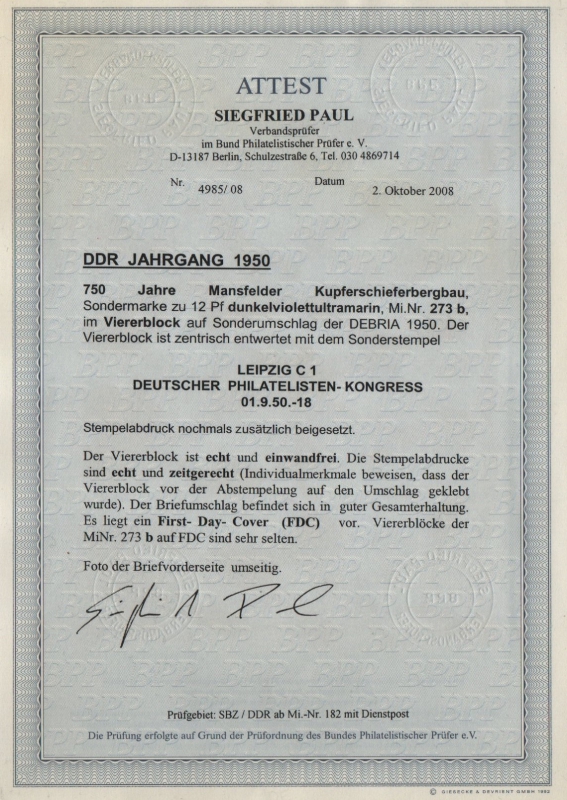 ATTEST
SIEGFRIED PAUL
Verbandsprüfer
im Bund Philatelistischer Prüfer e. V.
D-13187 Berlin, Schulzestraße 6, Tel. 030 4869714
Nr. 4985/ 08 Datum 2. Oktober 2008
DDR JAHRGANG 1950
750 Jahre Mansfelder Kupferschieferbergbau,
Sondermarke zu 12 Pf dunkelviolettultramarin, Mi.Nr. 273 b,
im Viererblock auf Sonderumschlag der DEBRIA 1950. Der
Viererblock ist zentrisch entwertet mit dem Sonderstempel
LEIPZIG C 1
DEUTSCHER PHILATELISTEN- KONGRESS
01.9.50.-18
Stempelabdruck nochmals zusätzlich beigesetzt.
Der Viererblock ist echt und einwandfrei. Die Stempelabdrucke
sind echt und zeitgerecht (Individualmerkmale beweisen, dass der
Viererblock vor der Abstempelung auf den Umschlag geklebt
wurde). Der Briefumschlag befindet sich in guter Gesamterhaltung.
Es liegt ein First- Day- Cover (FDC) vor. Viererblöcke der
MiNr. 273 b auf FDC sind sehr selten.
Foto der Briefvorderseite umseitig.
Prüfgebiet: SBZ / DDR ab Mi.-Nr. 182 mit Dienstpost
Die Prüfung erfolgte auf Grund der Prüfordnung des Bundes Philatelistischer Prüfer e.V.
© GIESECKE & DEVRIENT GMBH 1992